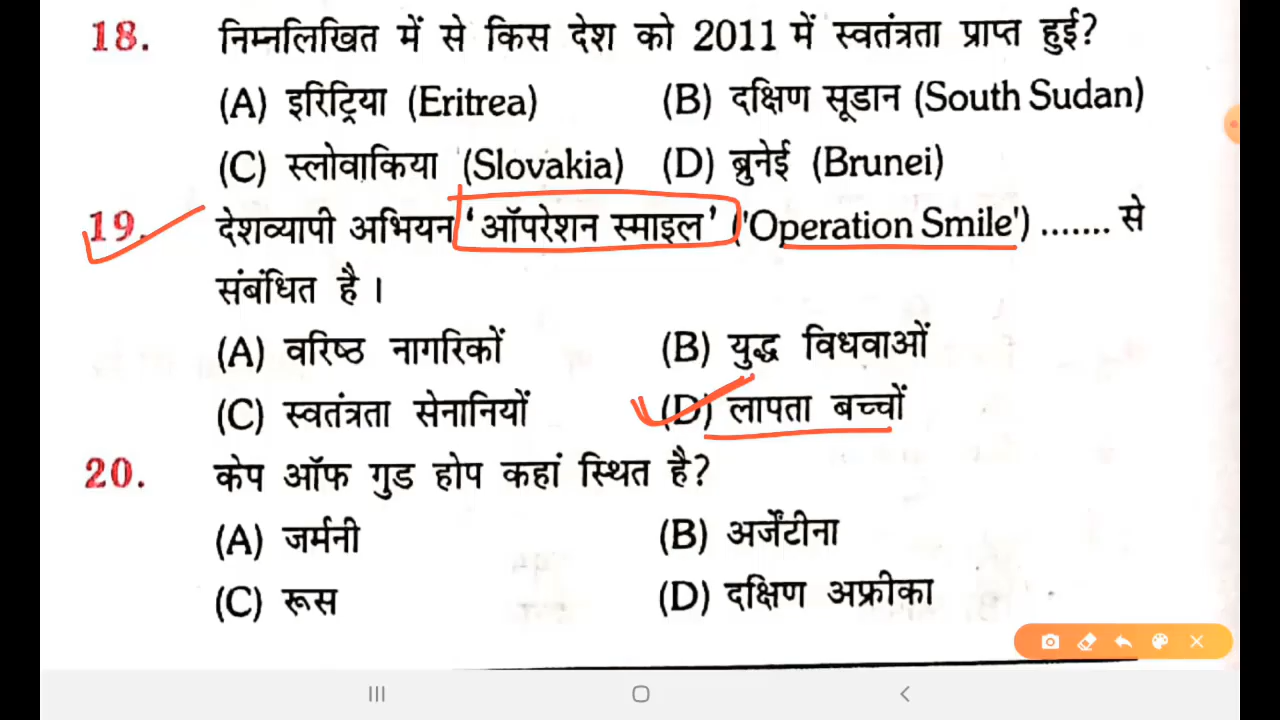 18. निम्नलिखित में से किस देश को 2011 में स्वतंत्रता प्राप्त हुई?
(A) इरिट्रिया (Eritrea) (B) दक्षिण सूडान (South Sudan)
(C) स्लोवाकिया (Slovakia) (D) ब्रुनेई (Brunei)
19. देशव्यापी अभियन ‘ऑपरेशन स्माइल’ ('Operation Smile') ....... से
संबंधित है ।
(A) वरिष्ठ नागरिकों (B) युद्ध विधवाओं
(C) स्वतंत्रता सेनानियों (D) लापता बच्चों
20. केप ऑफ गुड होप कहां स्थित है?
(A) जर्मनी (B) अर्जेंटीना
(C) रूस (D) दक्षिण अफ्रीका